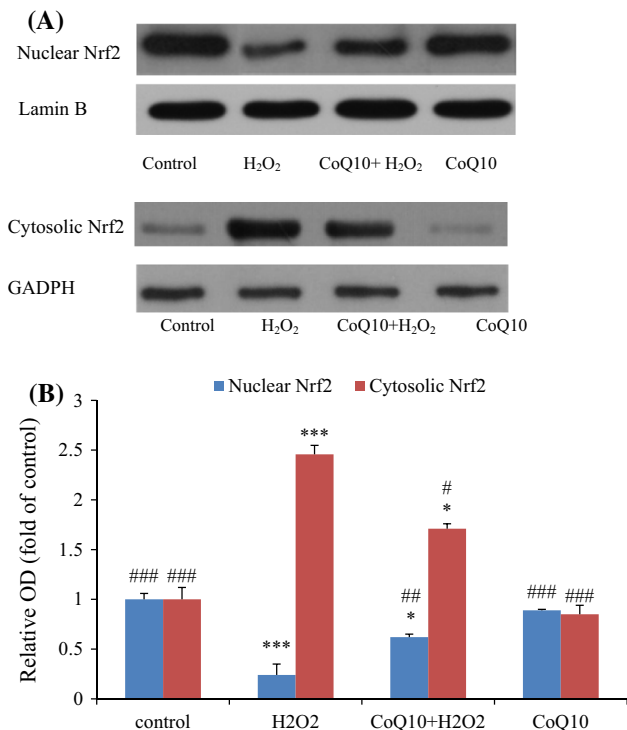 (A)
Nuclear Nrf2
Lamin B
Control H₂O₂ CoQ10+ H₂O₂ CoQ10
Cytosolic Nrf2
GADPH
Control H₂O₂ CoQ10+H₂O₂ CoQ10
(B)
Nuclear Nrf2 Cytosolic Nrf2
Relative OD (fold of control)
3
2.5
2
1.5
1
0.5
0
### ###
*** ***
## * # *
### ###
control H2O2 CoQ10+H2O2 CoQ10